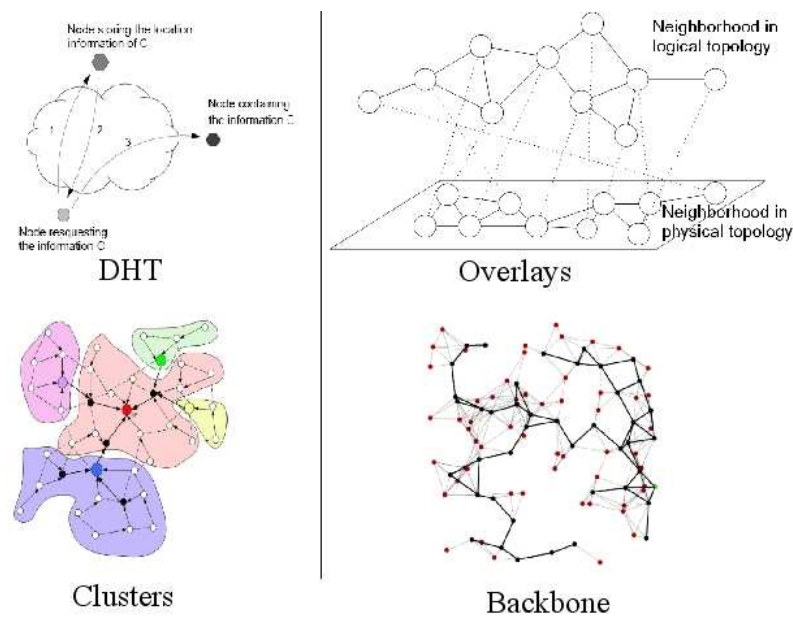 Node storing the location
information of C
1
2
3
Node containing
the information C
Node resquesting
the information C
DHT
Neighborhood in
logical topology
Neighborhood in
physical topology
Overlays
Clusters
Backbone